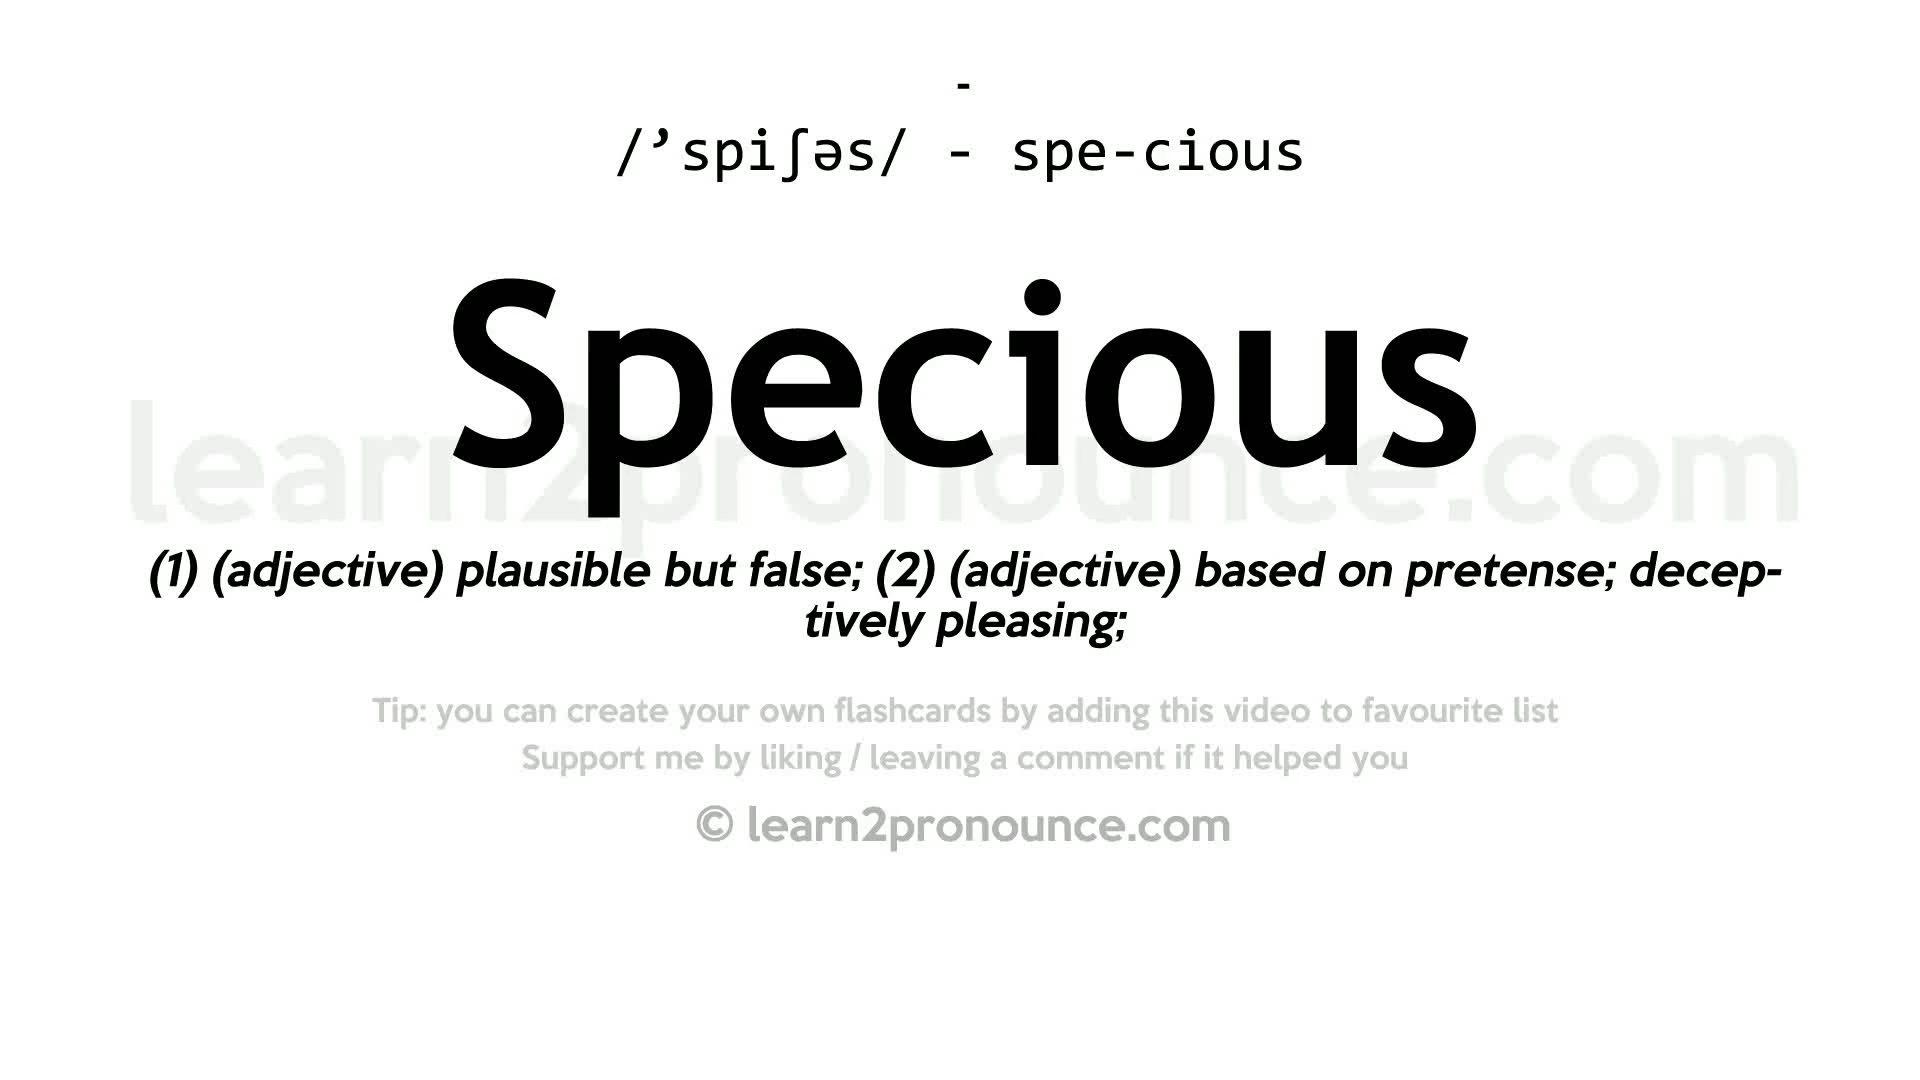 -
/’spiʃəs/ - spe-cious
Specious
learn2pronounce.com
(1) (adjective) plausible but false; (2) (adjective) based on pretense; decep-
tively pleasing;
Tip: you can create your own flashcards by adding this video to favourite list
Support me by liking / leaving a comment if it helped you
© learn2pronounce.com